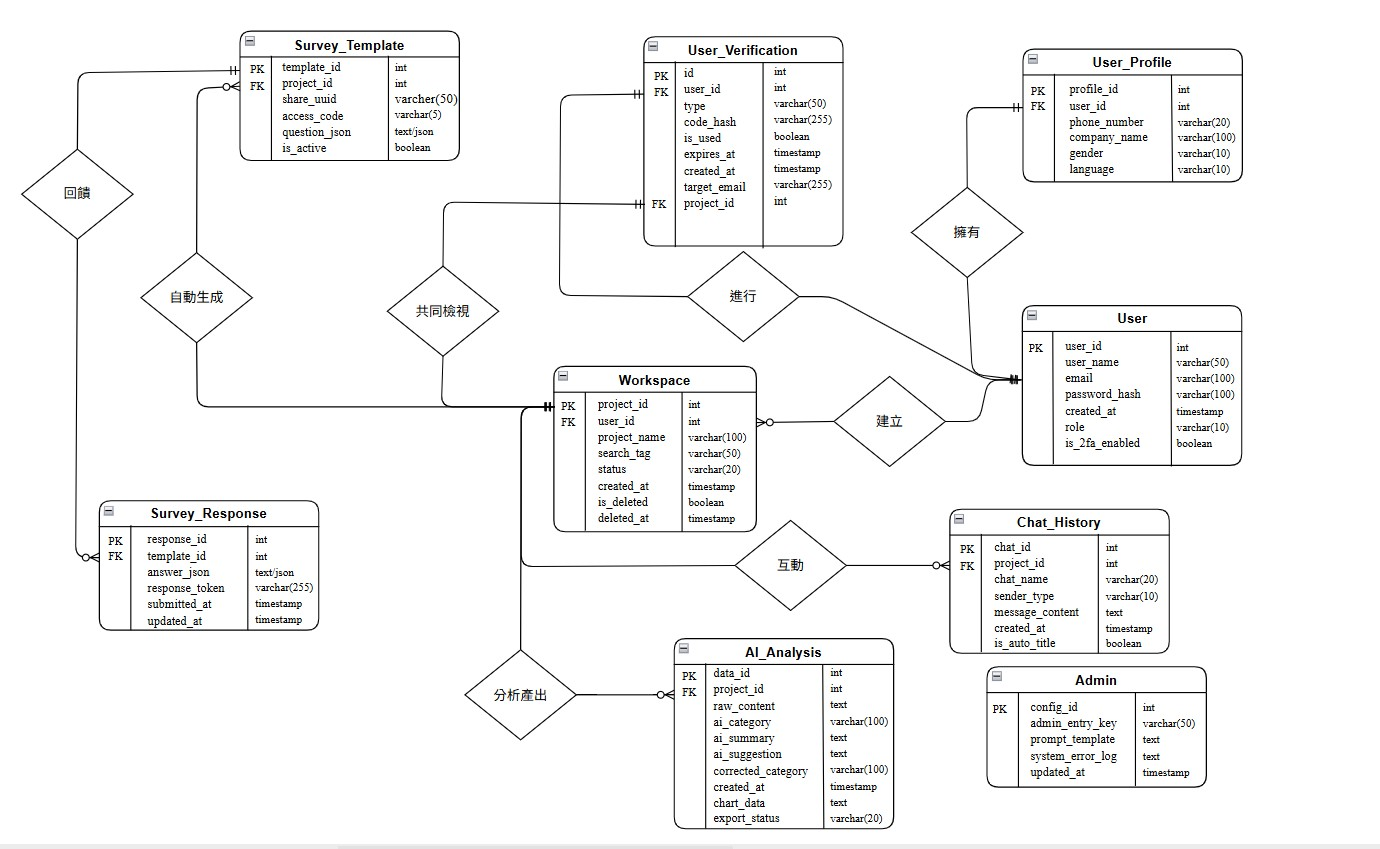 Survey_Template
PK template_id int
FK project_id int
share_uuid varcher(50)
access_code varchar(5)
question_json text/json
is_active boolean
User_Verification
PK id int
FK user_id int
type varchar(50)
code_hash varchar(255)
is_used boolean
expires_at timestamp
created_at timestamp
target_email varchar(255)
FK project_id int
User_Profile
PK profile_id int
FK user_id int
phone_number varchar(20)
company_name varchar(100)
gender varchar(10)
language varchar(10)
回饋
自動生成
共同檢視
進行
擁有
User
PK user_id int
user_name varchar(50)
email varchar(100)
password_hash varchar(100)
created_at timestamp
role varchar(10)
is_2fa_enabled boolean
Workspace
PK project_id int
FK user_id int
project_name varchar(100)
search_tag varchar(50)
status varchar(20)
created_at timestamp
is_deleted boolean
deleted_at timestamp
建立
Survey_Response
PK response_id int
FK template_id int
answer_json text/json
response_token varchar(255)
submitted_at timestamp
updated_at timestamp
互動
Chat_History
PK chat_id int
FK project_id int
chat_name varchar(20)
sender_type varchar(10)
message_content text
created_at timestamp
is_auto_title boolean
分析產出
AI_Analysis
PK data_id int
FK project_id int
raw_content text
ai_category varchar(100)
ai_summary text
ai_suggestion text
corrected_category varchar(100)
created_at timestamp
chart_data text
export_status varchar(20)
Admin
PK config_id int
admin_entry_key varchar(50)
prompt_template text
system_error_log text
updated_at timestamp